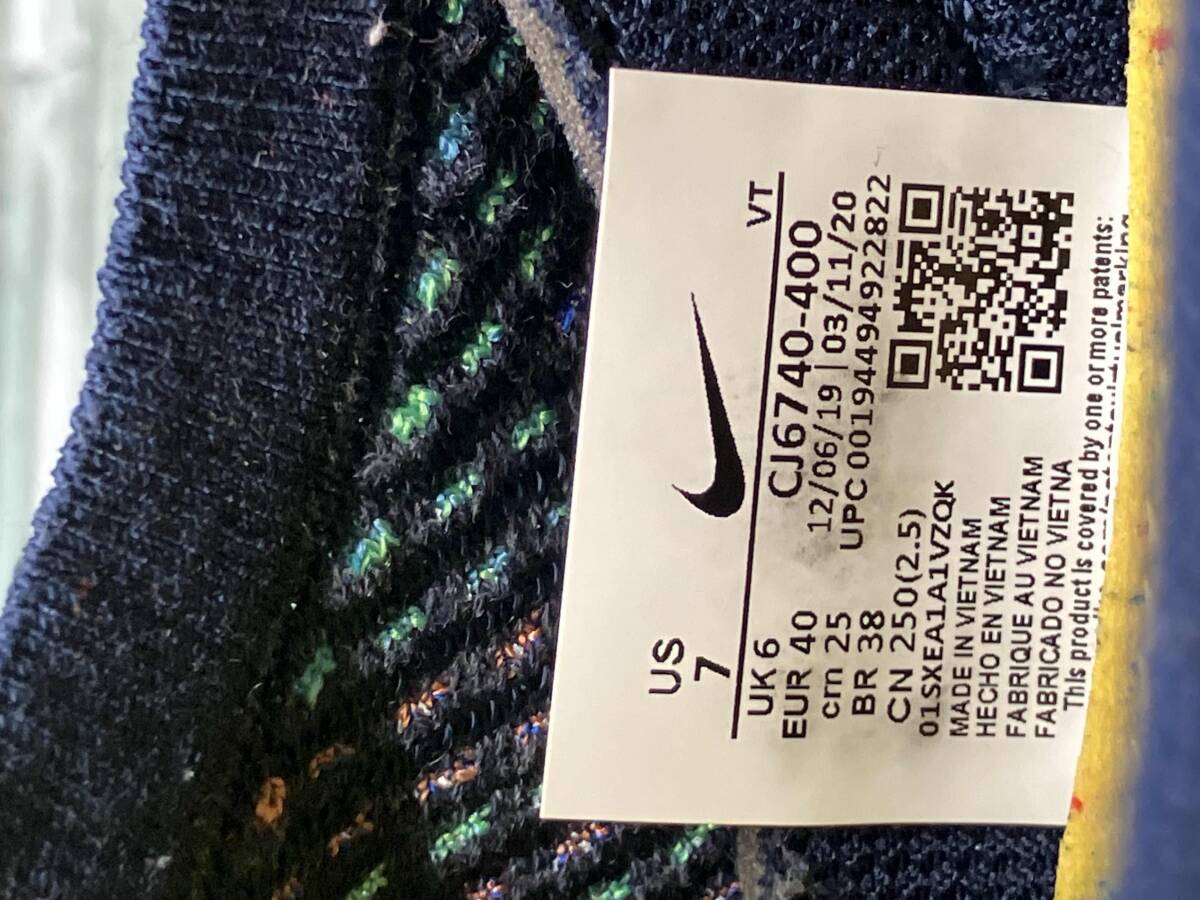 US
7
VT
UK 6
EUR 40
cm 25
BR 38
CN 250(2.5)
CJ6740-400
12/06/19 | 03/11/20
UPC 00194494922822
01SXEA1A1VZQK
MADE IN VIETNAM
HECHO EN VIETNAM
FABRIQUE AU VIETNAM
FABRICADO NO VIETNA
This product is covered by one or more patents: